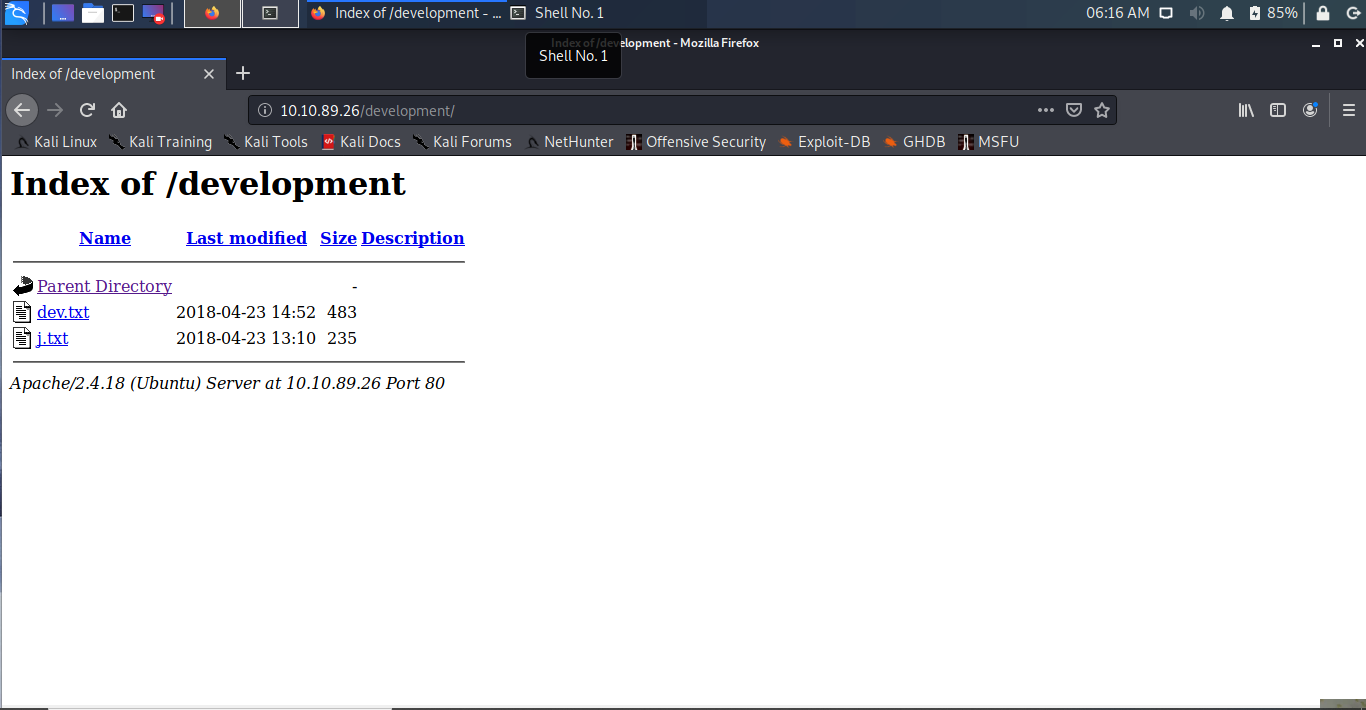 Index of /development - ... Shell No. 1 06:16 AM 85%
Index of /development - Mozilla Firefox
Shell No. 1
Index of /development
10.10.89.26/development/
Kali Linux Kali Training Kali Tools Kali Docs Kali Forums NetHunter Offensive Security Exploit-DB GHDB MSFU
Index of /development
Name Last modified Size Description
Parent Directory -
dev.txt 2018-04-23 14:52 483
j.txt 2018-04-23 13:10 235
Apache/2.4.18 (Ubuntu) Server at 10.10.89.26 Port 80